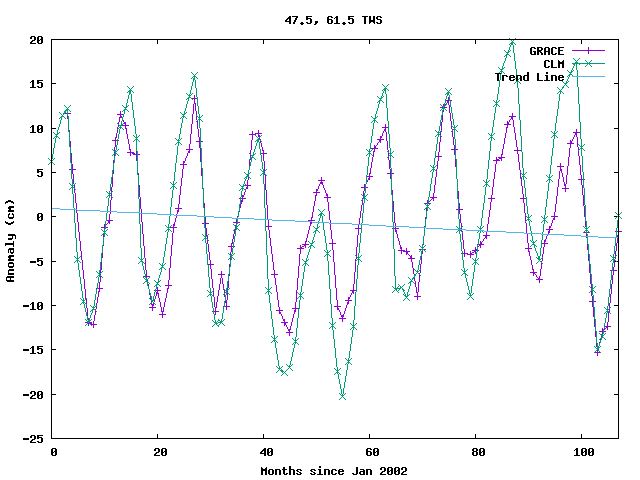 47.5, 61.5 TWS
GRACE
CLM
Trend Line
20
15
10
5
0
-5
-10
-15
-20
-25
Anomaly (cm)
0 20 40 60 80 100
Months since Jan 2002